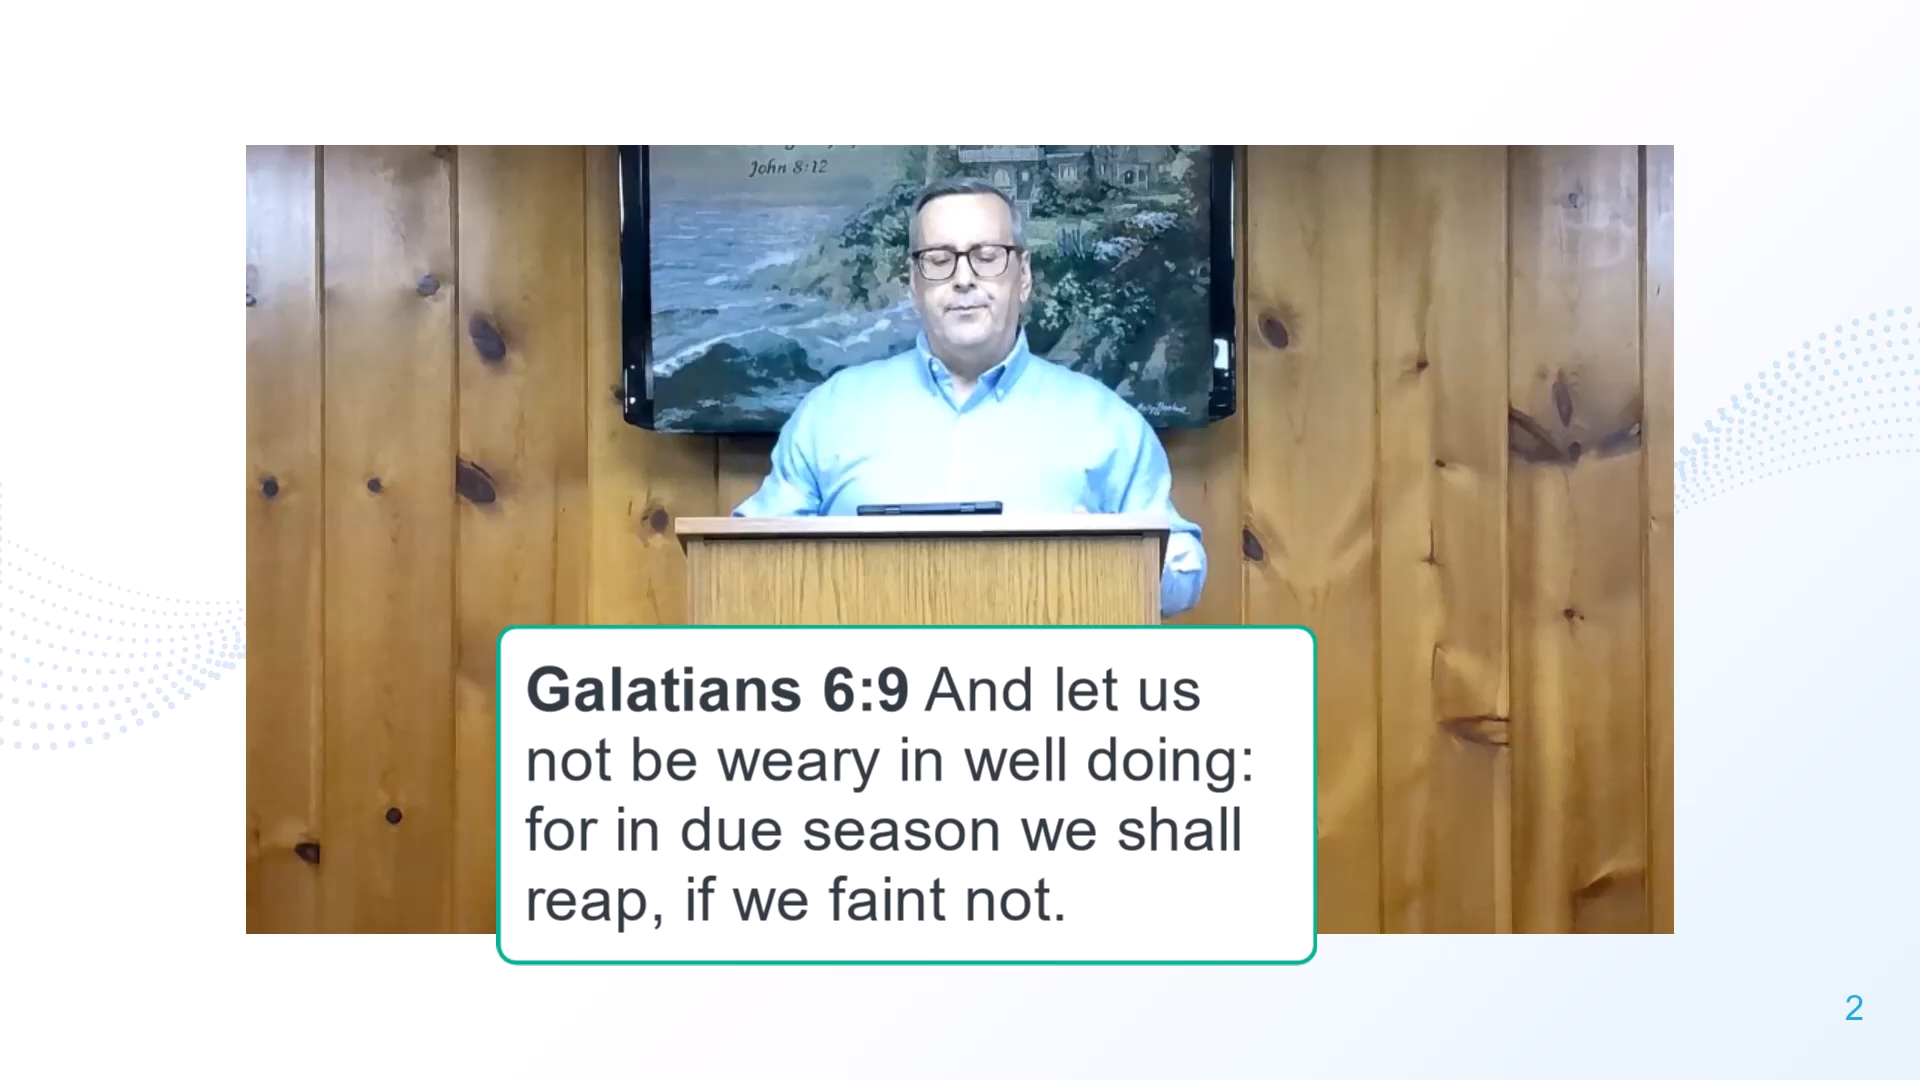 John 8:12
Galatians 6:9 And let us
not be weary in well doing:
for in due season we shall
reap, if we faint not.
2